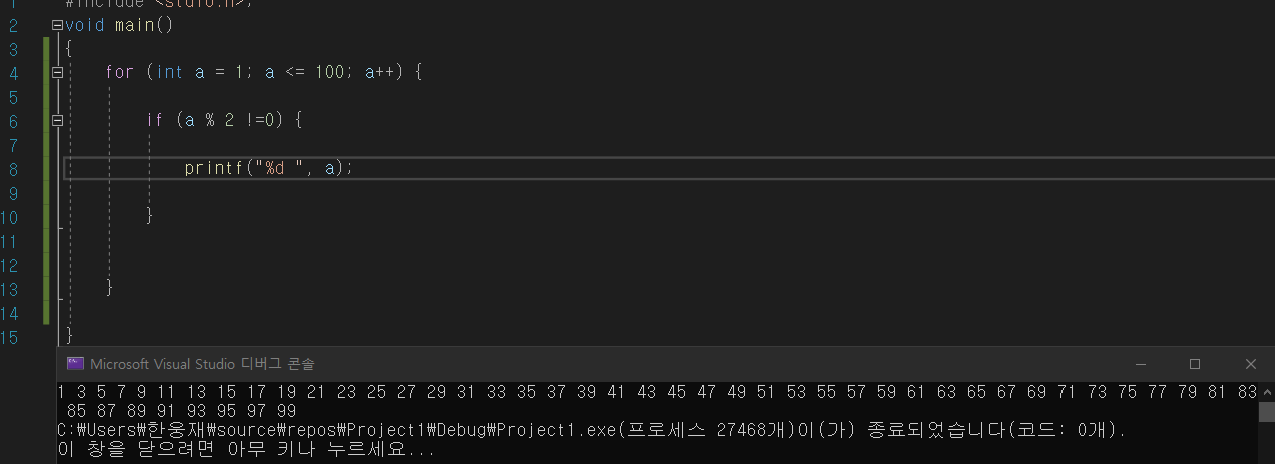 1 #include <stdio.h>;
2 void main()
3 {
4 for (int a = 1; a <= 100; a++) {
5
6 if (a % 2 !=0) {
7
8 printf("%d ", a);
9
10 }
11
12
13 }
14
15 }
Microsoft Visual Studio 디버그 콘솔
1 3 5 7 9 11 13 15 17 19 21 23 25 27 29 31 33 35 37 39 41 43 45 47 49 51 53 55 57 59 61 63 65 67 69 71 73 75 77 79 81 83
85 87 89 91 93 95 97 99
C:₩Users₩한웅재₩source₩repos₩Project1₩Debug₩Project1.exe(프로세스 27468개)이(가) 종료되었습니다(코드: 0개).
이 창을 닫으려면 아무 키나 누르세요...